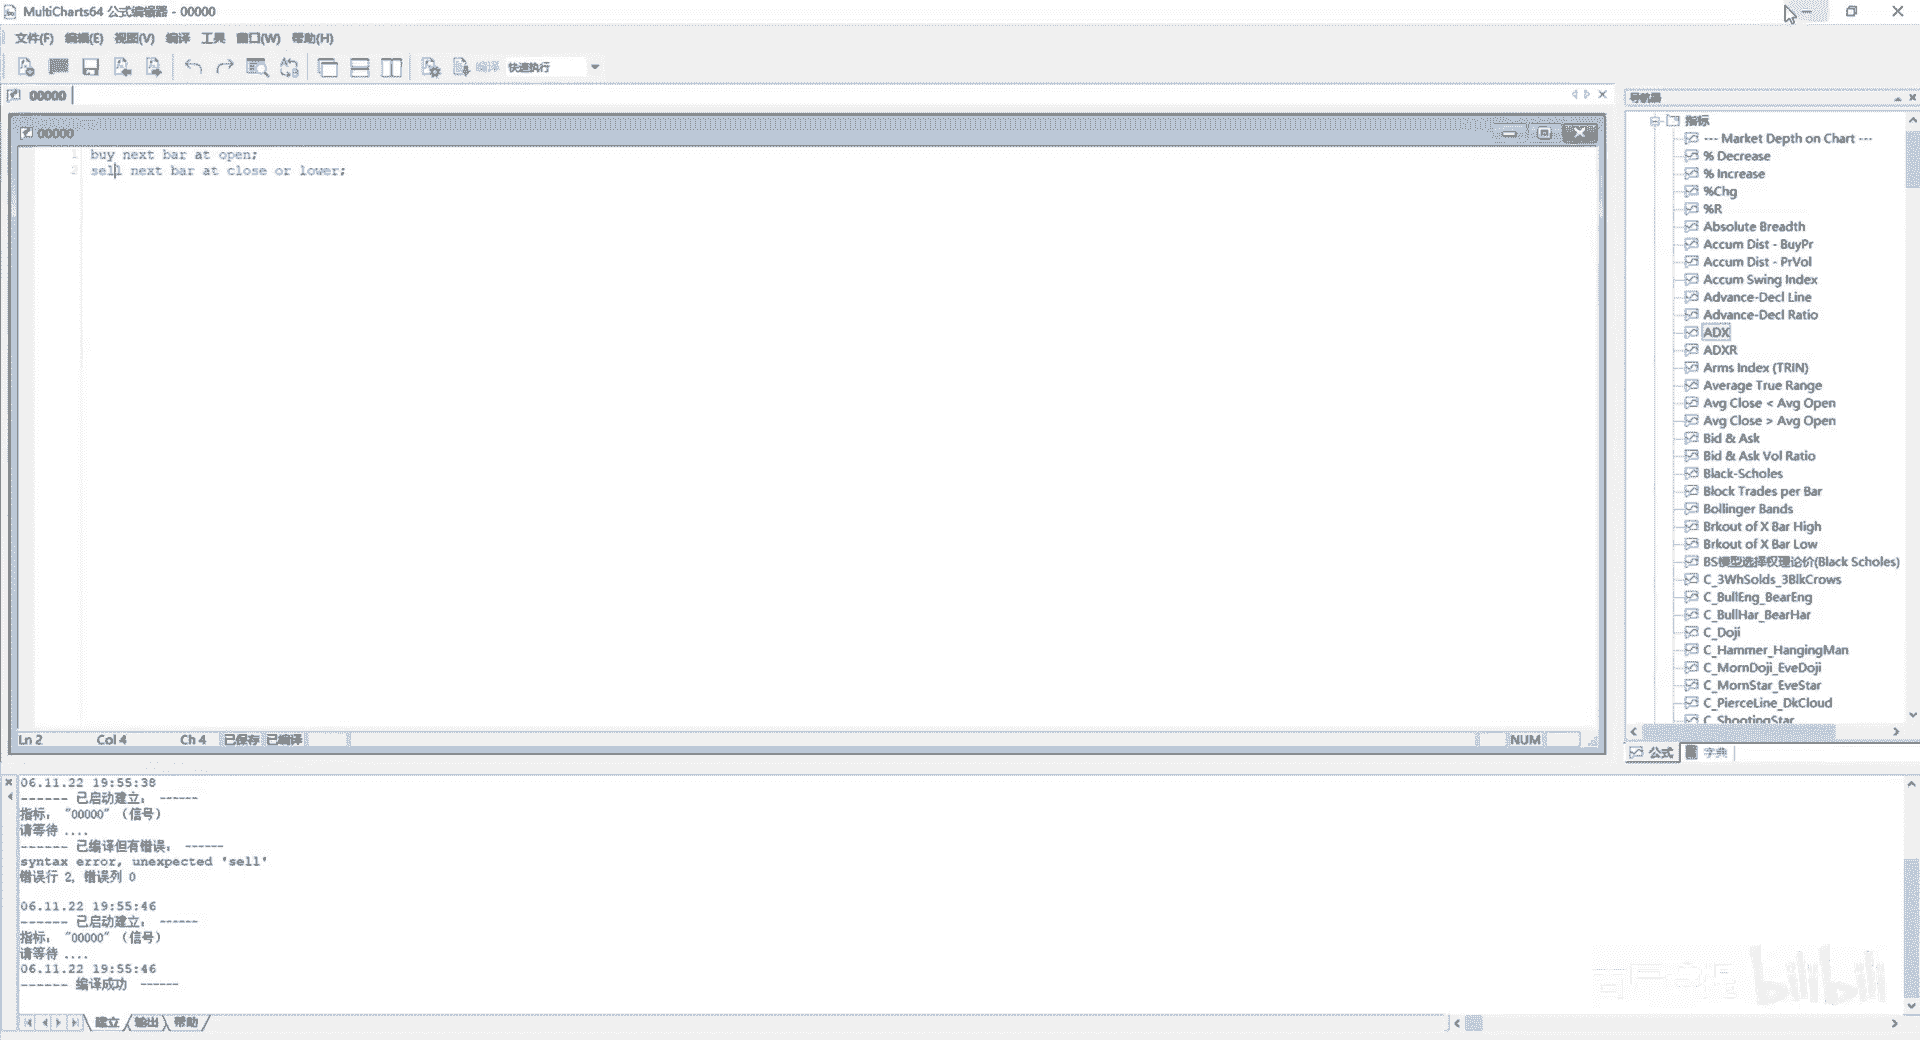 MultiCharts64 公式编辑器 - 00000
文件(F) 编辑(E) 视图(V) 编译 工具 窗口(W) 帮助(H)
编译 快速执行
00000
导航器
00000
1 buy next bar at open;
2 sell next bar at close or lower;
指标
--- Market Depth on Chart ---
% Decrease
% Increase
%Chg
%R
Absolute Breadth
Accum Dist - BuyPr
Accum Dist - PrVol
Accum Swing Index
Advance-Decl Line
Advance-Decl Ratio
ADX
ADXR
Arms Index (TRIN)
Average True Range
Avg Close < Avg Open
Avg Close > Avg Open
Bid & Ask
Bid & Ask Vol Ratio
Black-Scholes
Block Trades per Bar
Bollinger Bands
Brkout of X Bar High
Brkout of X Bar Low
BS模型选择权理论价(Black Scholes)
C_3WhSolds_3BlkCrows
C_BullEng_BearEng
C_BullHar_BearHar
C_Doji
C_Hammer_HangingMan
C_MornDoji_EveDoji
C_MornStar_EveStar
C_PierceLine_DkCloud
C_ShootingStar
Ln 2 Col 4 Ch 4 已保存 已编译 NUM
公式 字典
06.11.22 19:55:38
------ 已启动建立: ------
指标: "00000" (信号)
请等待 ....
------ 已编译但有错误: ------
syntax error, unexpected 'sell'
错误行 2, 错误列 0
06.11.22 19:55:46
------ 已启动建立: ------
指标: "00000" (信号)
请等待 ....
06.11.22 19:55:46
------ 编译成功 ------
建立 输出 帮助
bilibili